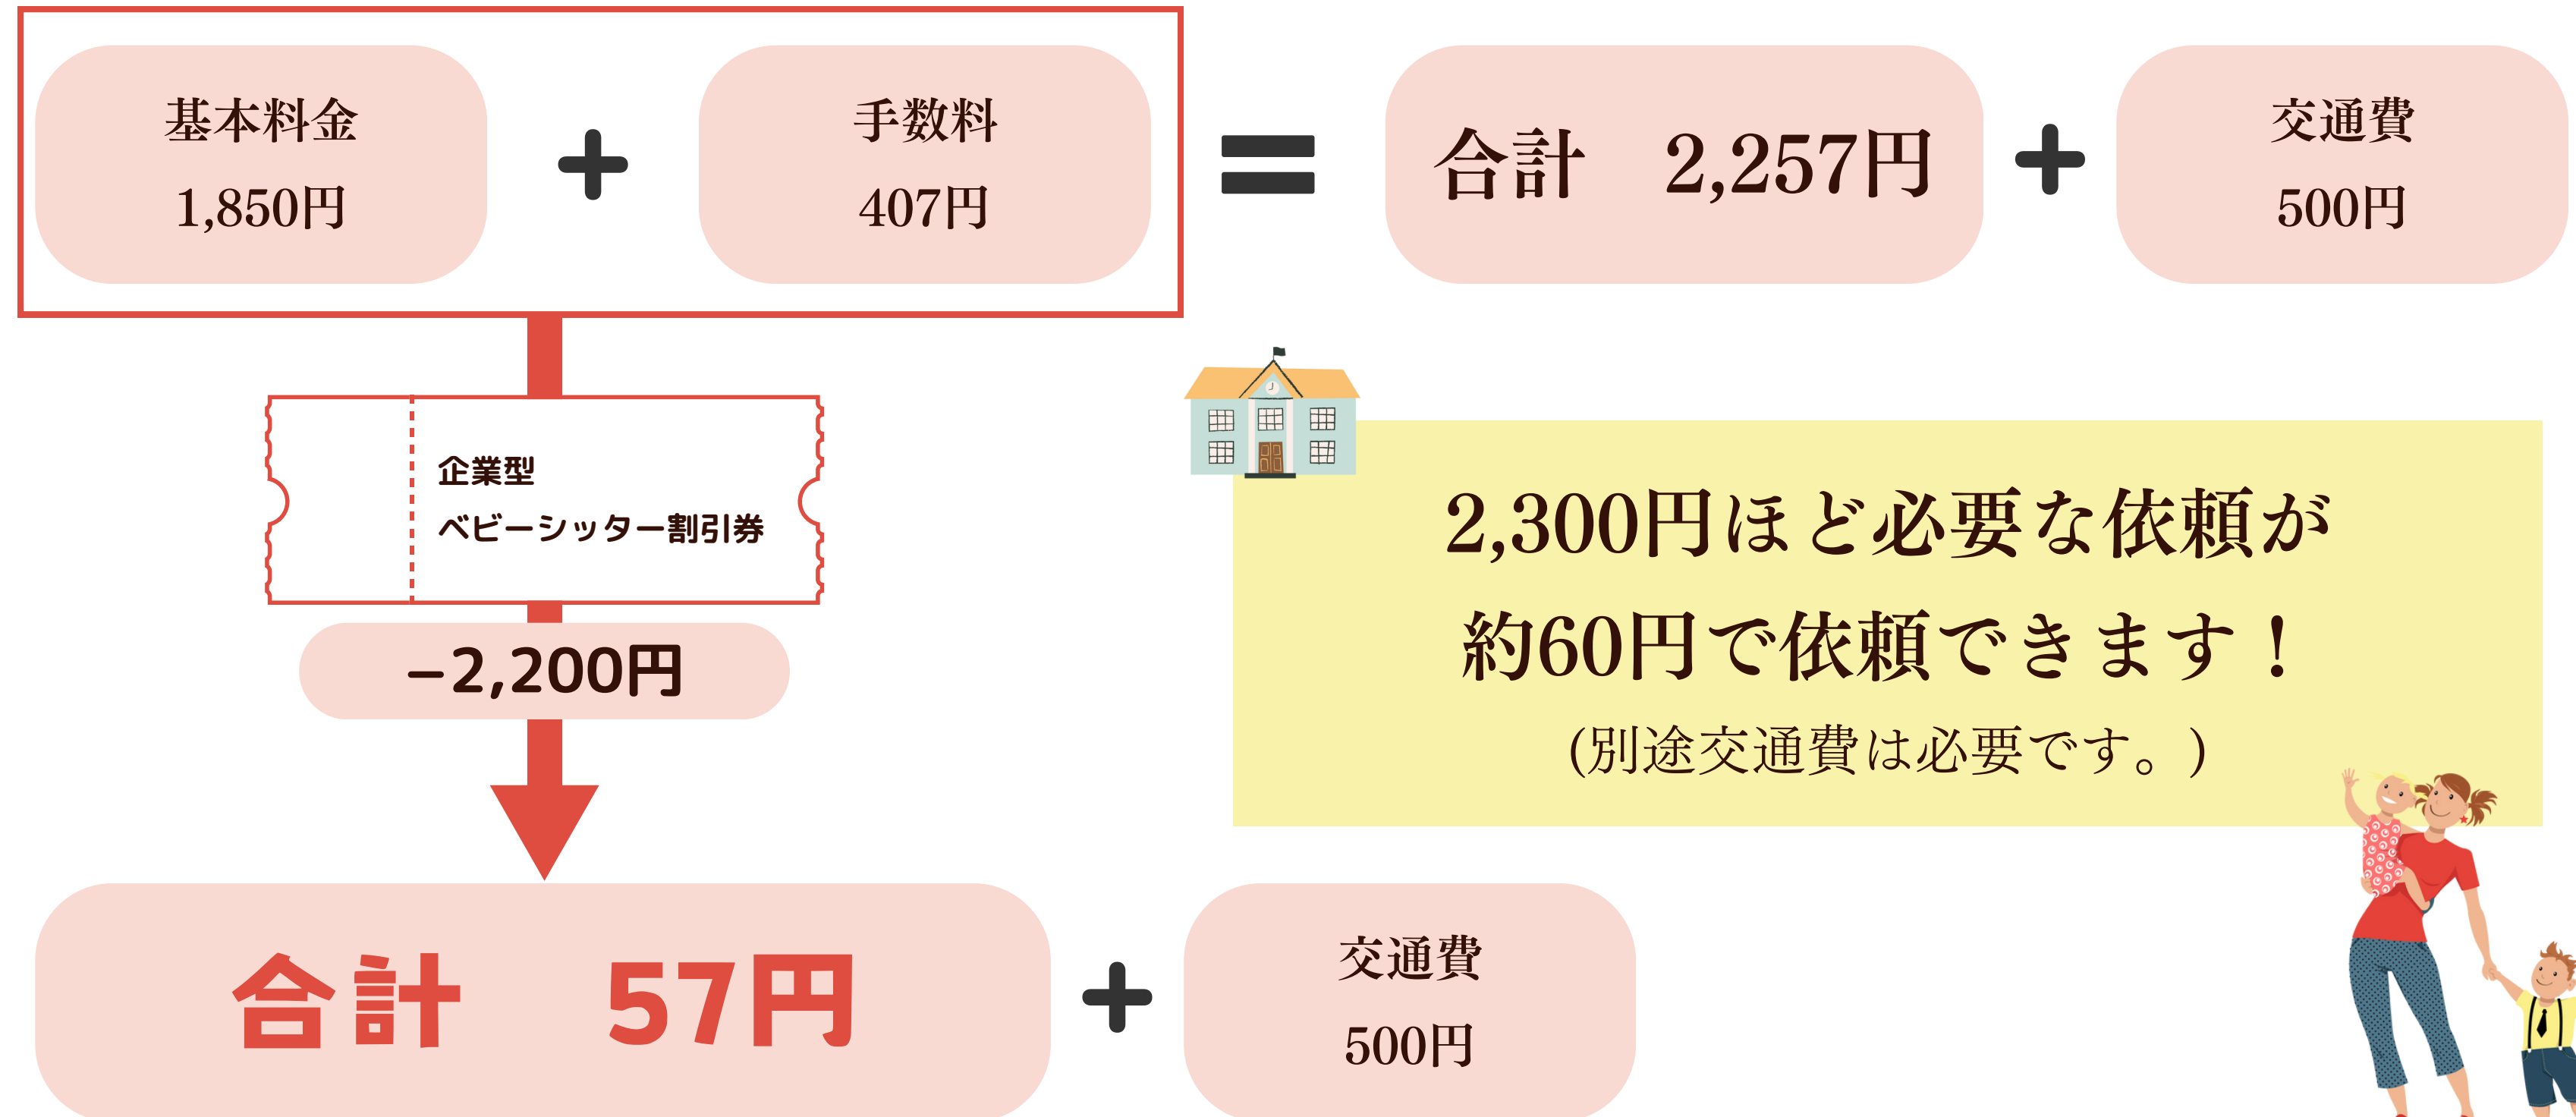 基本料金
1,850円
+
手数料
407円
=
合計 2,257円
+
交通費
500円
企業型
ベビーシッター割引券
−2,200円
2,300円ほど必要な依頼が
約60円で依頼できます！
(別途交通費は必要です。)
合計 57円
+
交通費
500円